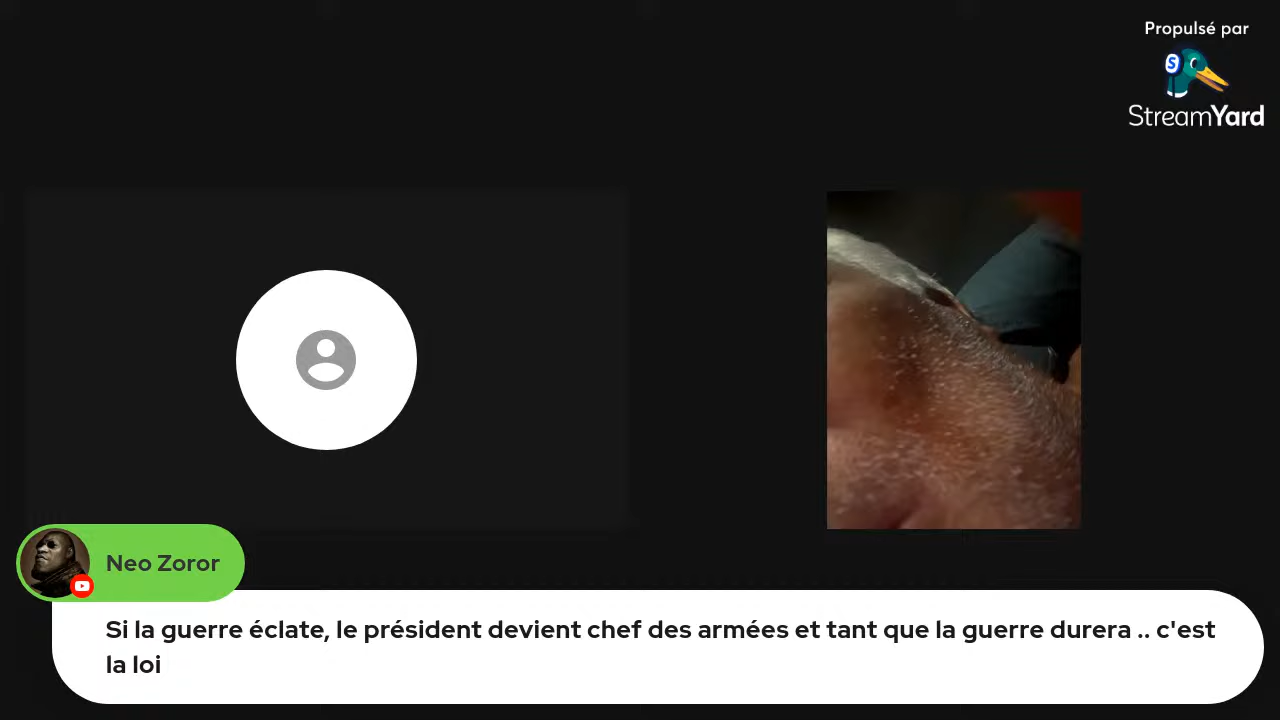 Propulsé par
S
StreamYard
Neo Zoror
Si la guerre éclate, le président devient chef des armées et tant que la guerre durera .. c'est
la loi